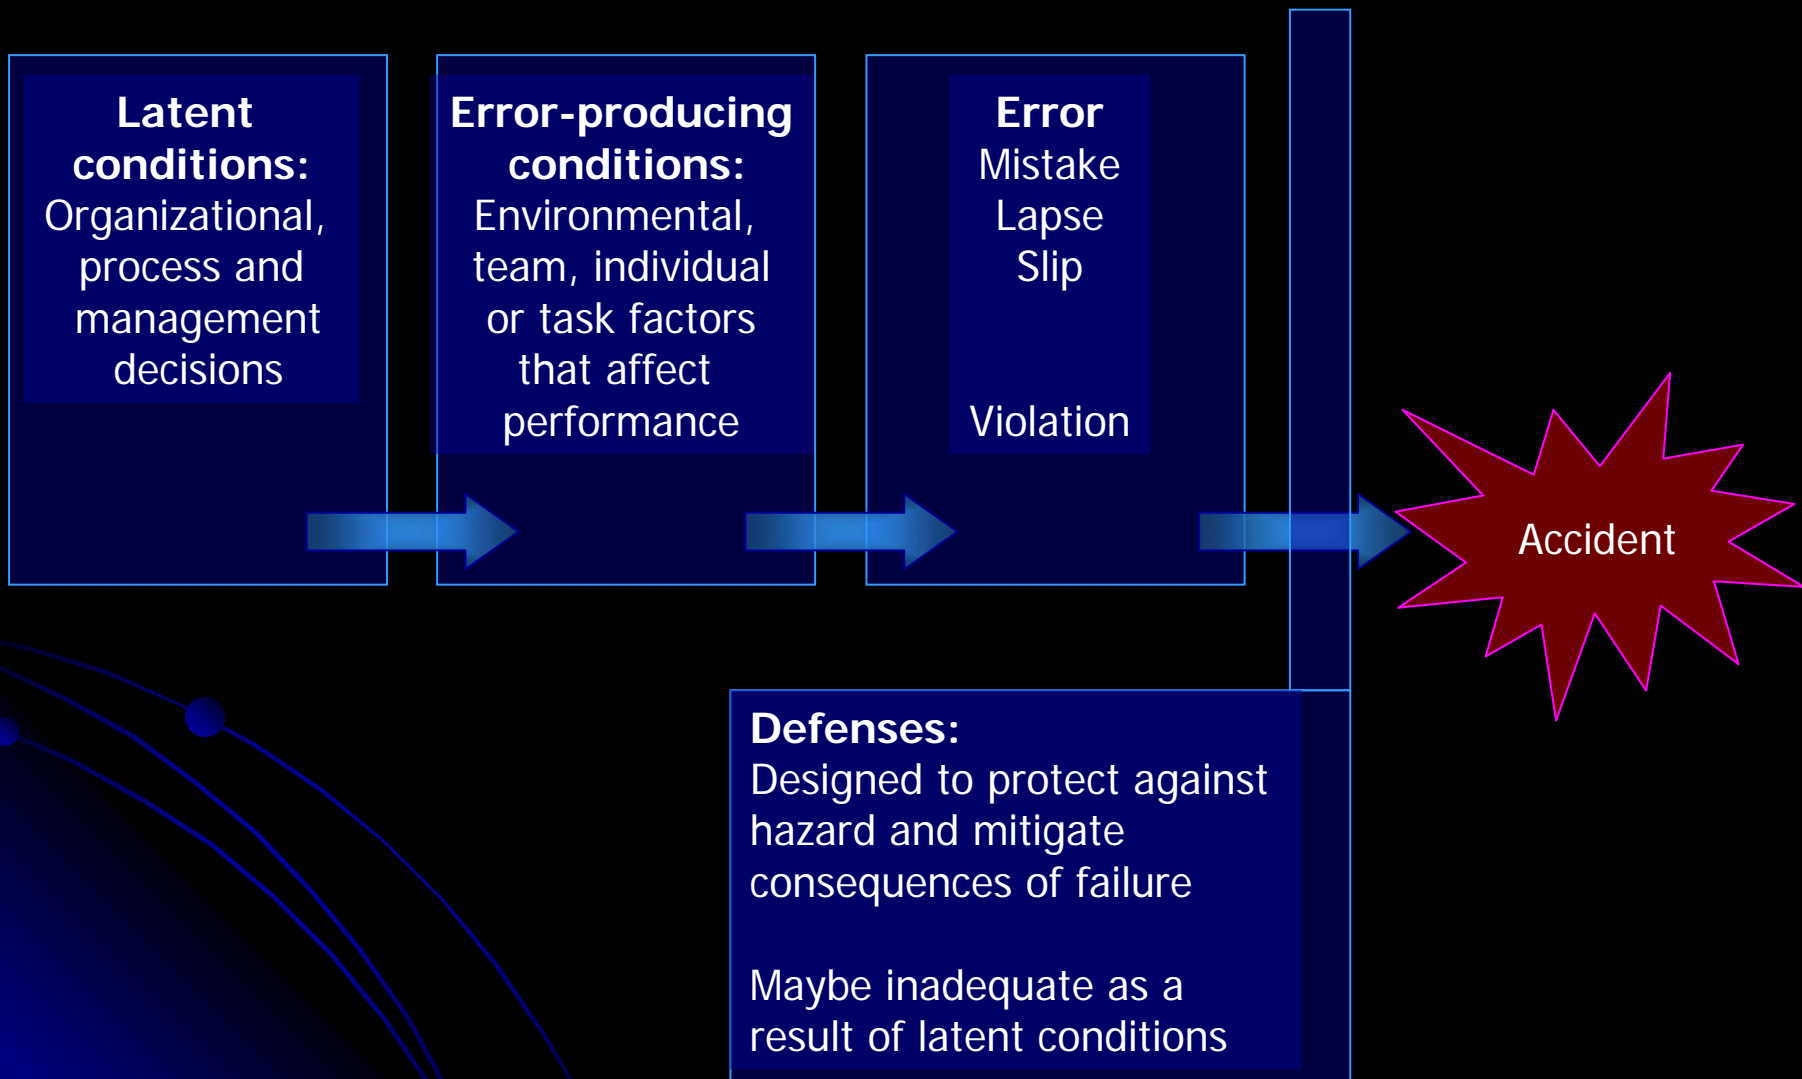 Latent
conditions:
Organizational,
process and
management
decisions
Error-producing
conditions:
Environmental,
team, individual
or task factors
that affect
performance
Error
Mistake
Lapse
Slip
Violation
Accident
Defenses:
Designed to protect against
hazard and mitigate
consequences of failure
Maybe inadequate as a
result of latent conditions